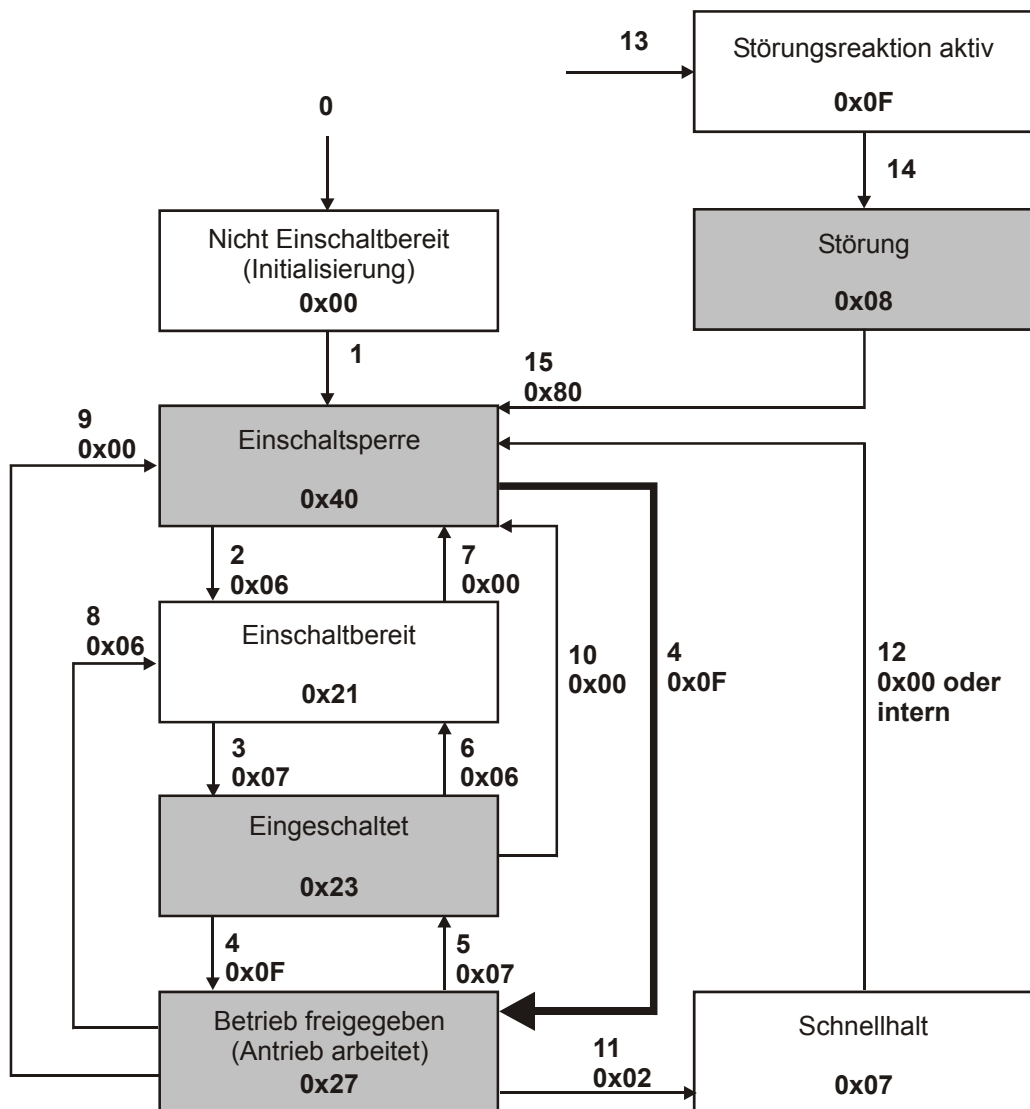 13
Störungsreaktion aktiv
0x0F
0
14
Nicht Einschaltbereit
(Initialisierung)
0x00
Störung
0x08
1
15
0x80
9
0x00
Einschaltsperre
0x40
2
0x06
7
0x00
8
0x06
Einschaltbereit
0x21
10
0x00
4
0x0F
12
0x00 oder
intern
3
0x07
6
0x06
Eingeschaltet
0x23
4
0x0F
5
0x07
Betrieb freigegeben
(Antrieb arbeitet)
0x27
11
0x02
Schnellhalt
0x07